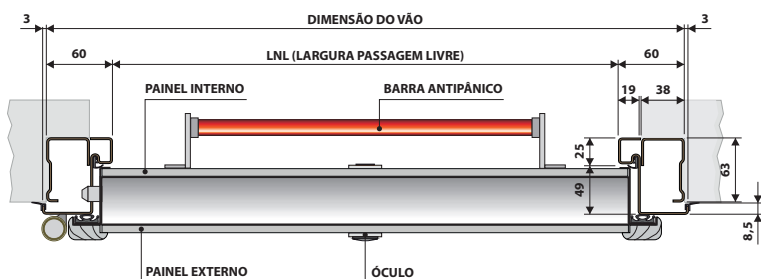 3
DIMENSÃO DO VÃO
3
60
LNL (LARGURA PASSAGEM LIVRE)
60
PAINEL INTERNO
BARRA ANTIPÂNICO
19
38
25
63
49
8,5
PAINEL EXTERNO
ÓCULO